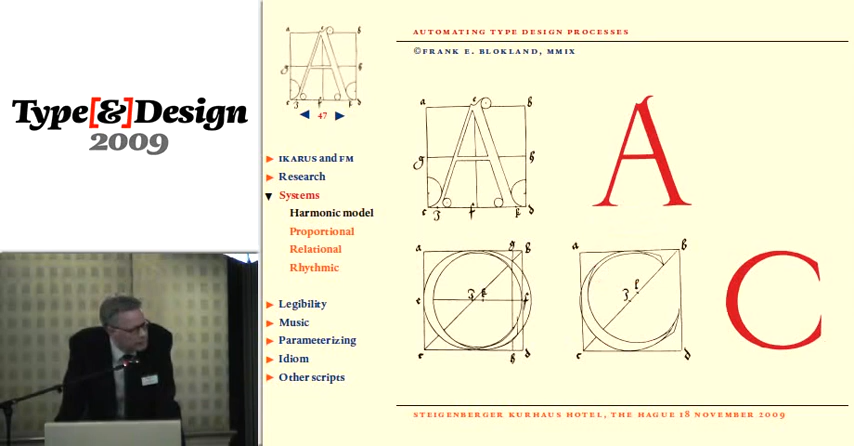 Type[&]Design
2009
47
IKARUS and FM
Research
Systems
Harmonic model
Proportional
Relational
Rhythmic
Legibility
Music
Parameterizing
Idiom
Other scripts
AUTOMATING TYPE DESIGN PROCESSES
©FRANK E. BLOKLAND, MMIX
A
C
STEIGENBERGER KURHAUS HOTEL, THE HAGUE 18 NOVEMBER 2009